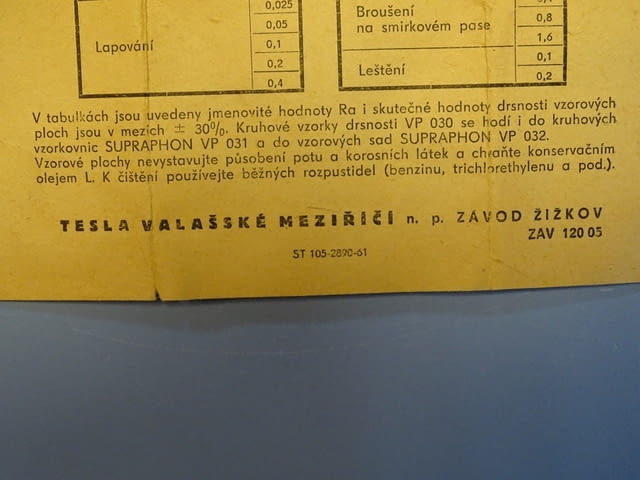 0,025
0,05
Lapování
0,1
0,2
0,4
Broušení
na smirkovém pase
0,8
1,6
Leštění
0,1
0,2
V tabulkách jsou uvedeny jmenovité hodnoty Ra i skutečné hodnoty drsnosti vzorových
ploch jsou v mezích ± 30%. Kruhové vzorky drsnosti VP 030 se hodí i do kruhových
vzorkovnic SUPRAPHON VP 031 a do vzorových sad SUPRAPHON VP 032.
Vzorové plochy nevystavujte působení potu a korosních látek a chraňte konservačním
olejem L. K čištění používejte běžných rozpustidel (benzinu, trichlorethylenu a pod.).
TESLA VALAŠSKÉ MEZIŘÍČÍ n. p. ZÁVOD ŽIŽKOV
ZAV 120 05
ST 105-2890-61